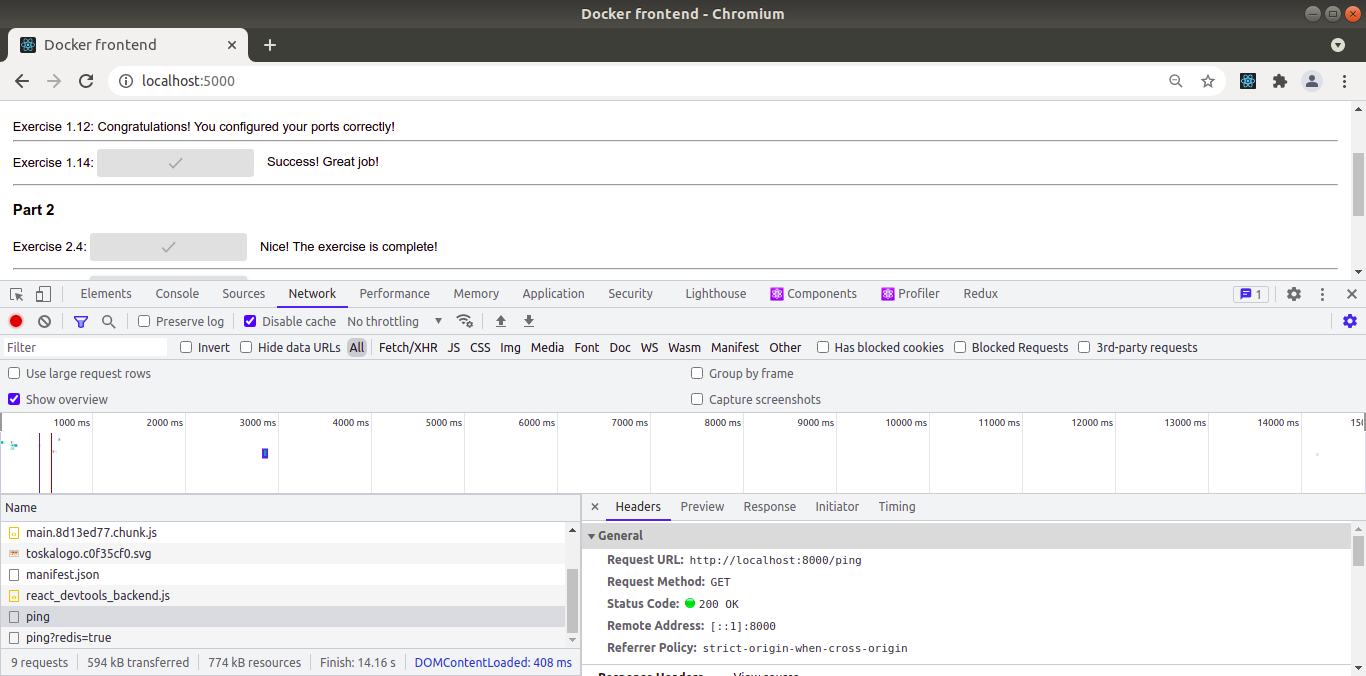 Docker frontend - Chromium
Docker frontend
localhost:5000
Exercise 1.12: Congratulations! You configured your ports correctly!
Exercise 1.14: Success! Great job!
Part 2
Exercise 2.4: Nice! The exercise is complete!
Elements Console Sources Network Performance Memory Application Security Lighthouse Components Profiler Redux 1
Preserve log Disable cache No throttling
Filter Invert Hide data URLs All Fetch/XHR JS CSS Img Media Font Doc WS Wasm Manifest Other Has blocked cookies Blocked Requests 3rd-party requests
Use large request rows Group by frame
Show overview Capture screenshots
1000 ms 2000 ms 3000 ms 4000 ms 5000 ms 6000 ms 7000 ms 8000 ms 9000 ms 10000 ms 11000 ms 12000 ms 13000 ms 14000 ms
Name
main.8d13ed77.chunk.js
toskalogo.c0f35cf0.svg
manifest.json
react_devtools_backend.js
ping
ping?redis=true
9 requests 594 kB transferred 774 kB resources Finish: 14.16 s DOMContentLoaded: 408 ms
Headers Preview Response Initiator Timing
General
Request URL: http://localhost:8000/ping
Request Method: GET
Status Code: 200 OK
Remote Address: [::1]:8000
Referrer Policy: strict-origin-when-cross-origin
Response Headers View source